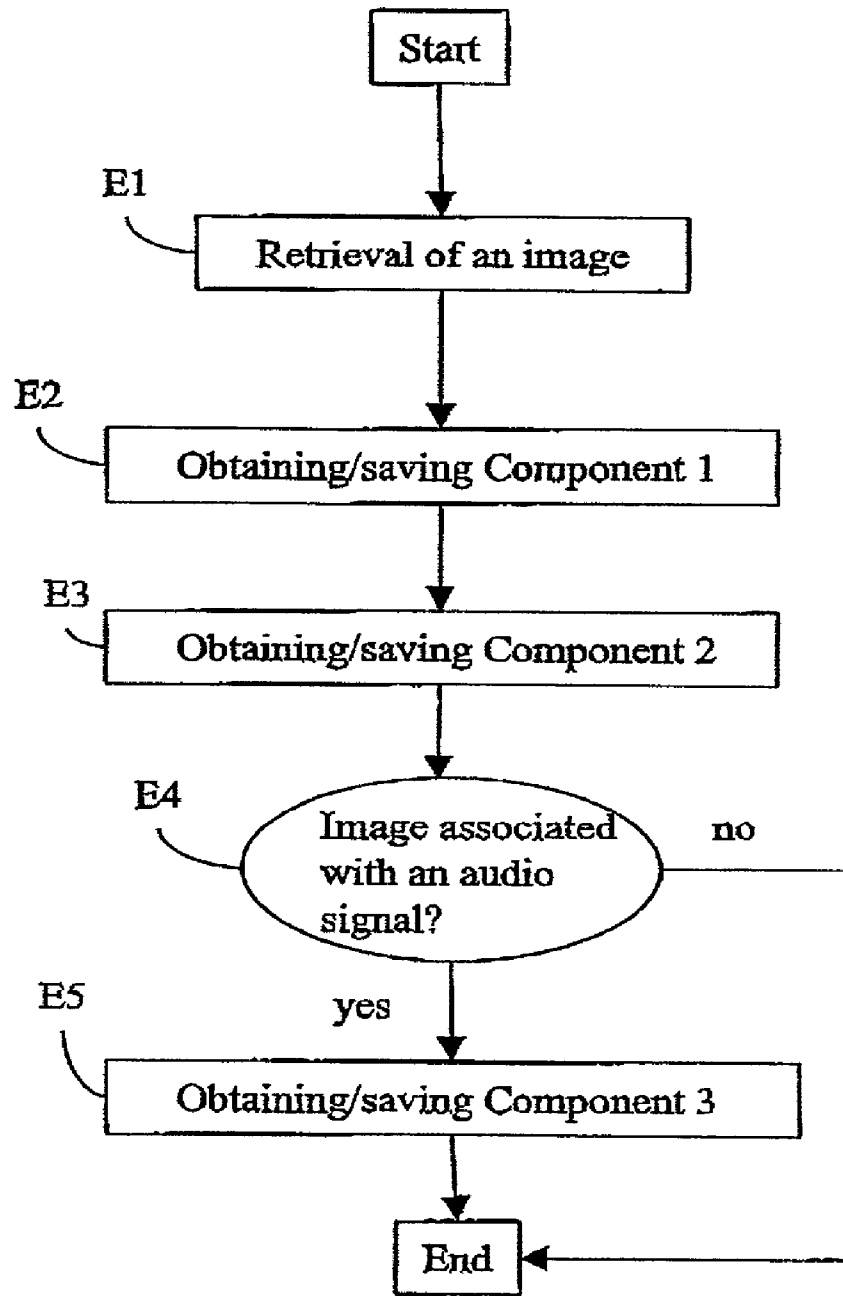 Start
E1
Retrieval of an image
E2
Obtaining/saving Component 1
E3
Obtaining/saving Component 2
E4
Image associated
with an audio
signal?
no
yes
E5
Obtaining/saving Component 3
End